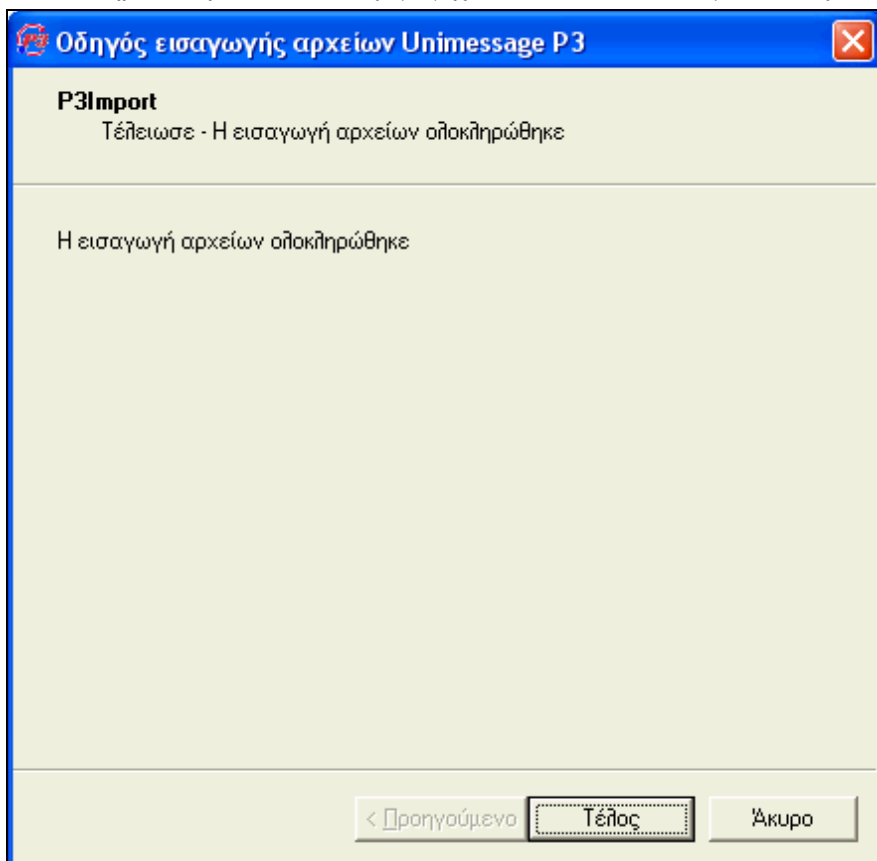 Οδηγός εισαγωγής αρχείων Unimessage P3
P3Import
Τέλειωσε - Η εισαγωγή αρχείων ολοκληρώθηκε
Η εισαγωγή αρχείων ολοκληρώθηκε
< Προηγούμενο Τέλος Άκυρο